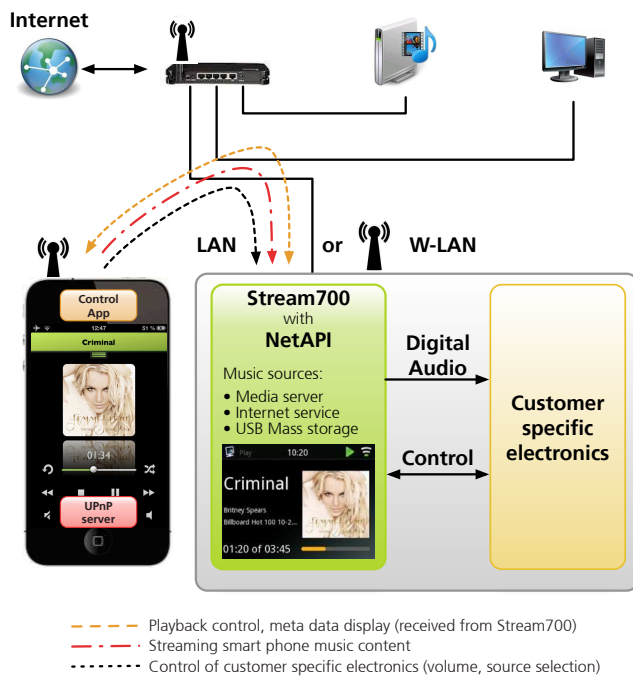 Internet
LAN
or
W-LAN
Control
App
12:47
51 %
Criminal
01:34
UPnP
server
Stream700
with
NetAPI
Music sources:
• Media server
• Internet service
• USB Mass storage
Play
10:20
Criminal
Britney Spears
Billboard Hot 100 10-2...
01:20 of 03:45
Digital
Audio
Control
Customer
specific
electronics
Playback control, meta data display (received from Stream700)
Streaming smart phone music content
Control of customer specific electronics (volume, source selection)